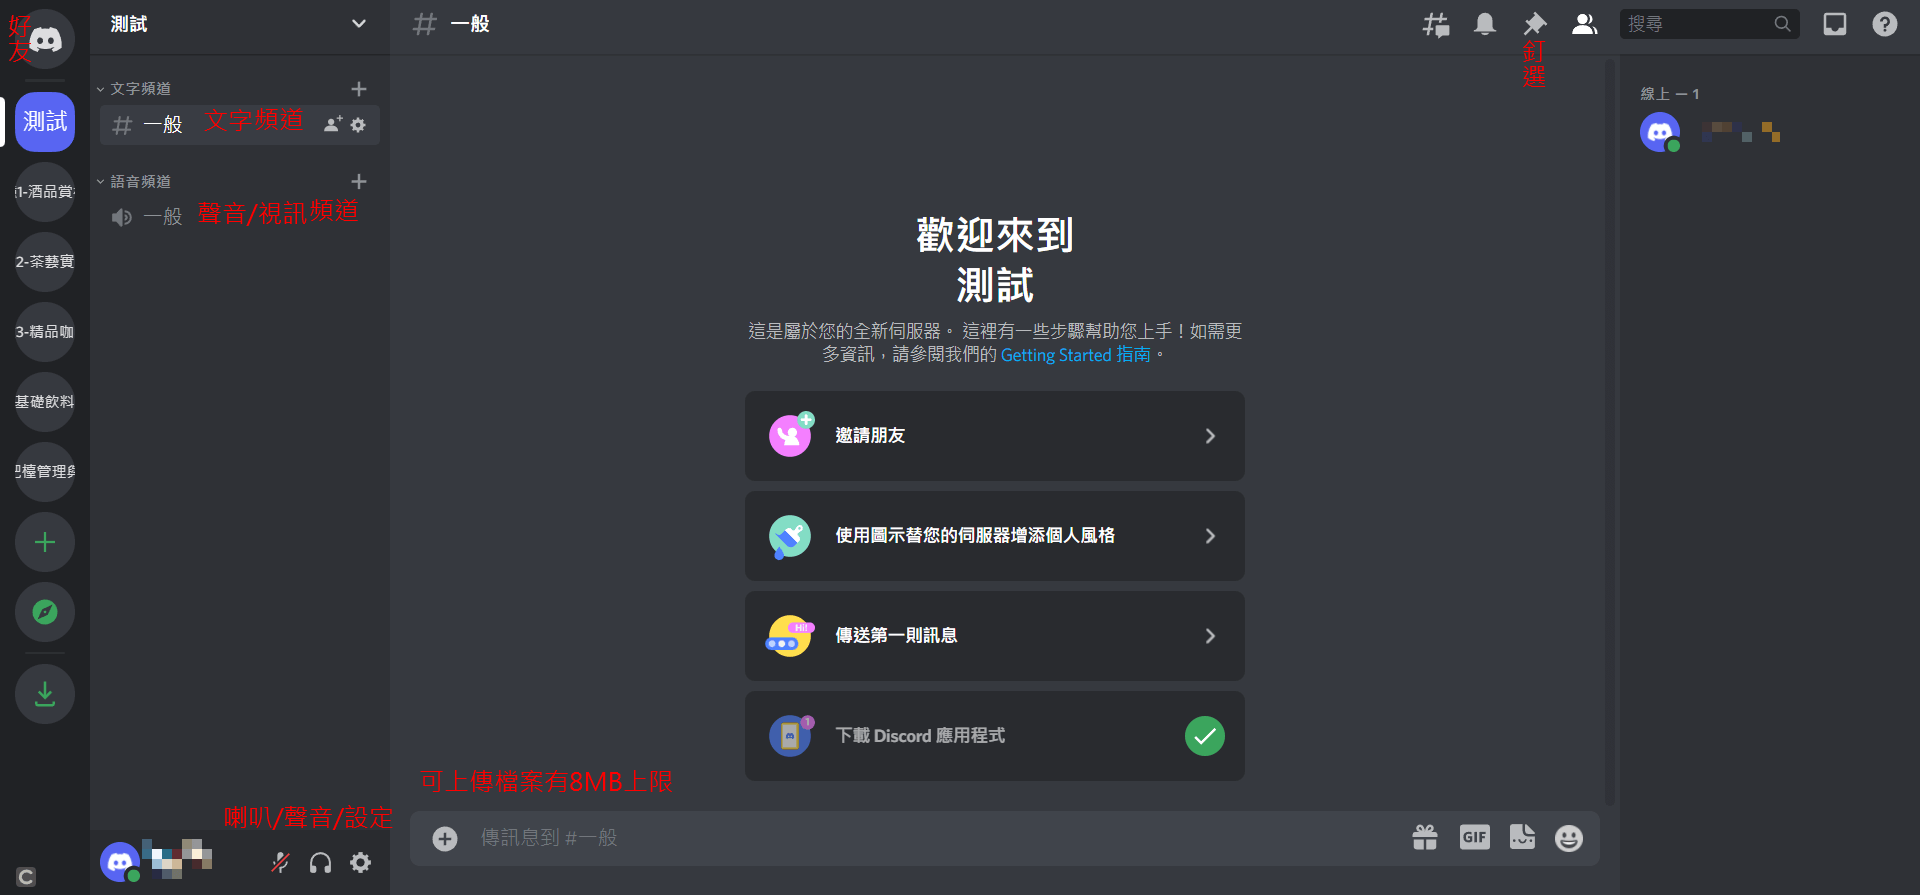 好
友
測試
1-酒品賞
2-茶藝實
3-精品咖
基礎飲料
吧檯管理與
測試
文字頻道
一般
文字頻道
語音頻道
一般
聲音/視訊頻道
喇叭/聲音/設定
一般
釘
選
搜尋
歡迎來到
測試
這是屬於您的全新伺服器。 這裡有一些步驟幫助您上手！如需更
多資訊，請參閱我們的 Getting Started 指南。
邀請朋友
使用圖示替您的伺服器增添個人風格
Hi!
傳送第一則訊息
1
下載 Discord 應用程式
可上傳檔案有8MB上限
傳訊息到 #一般
GIF
線上 — 1
C